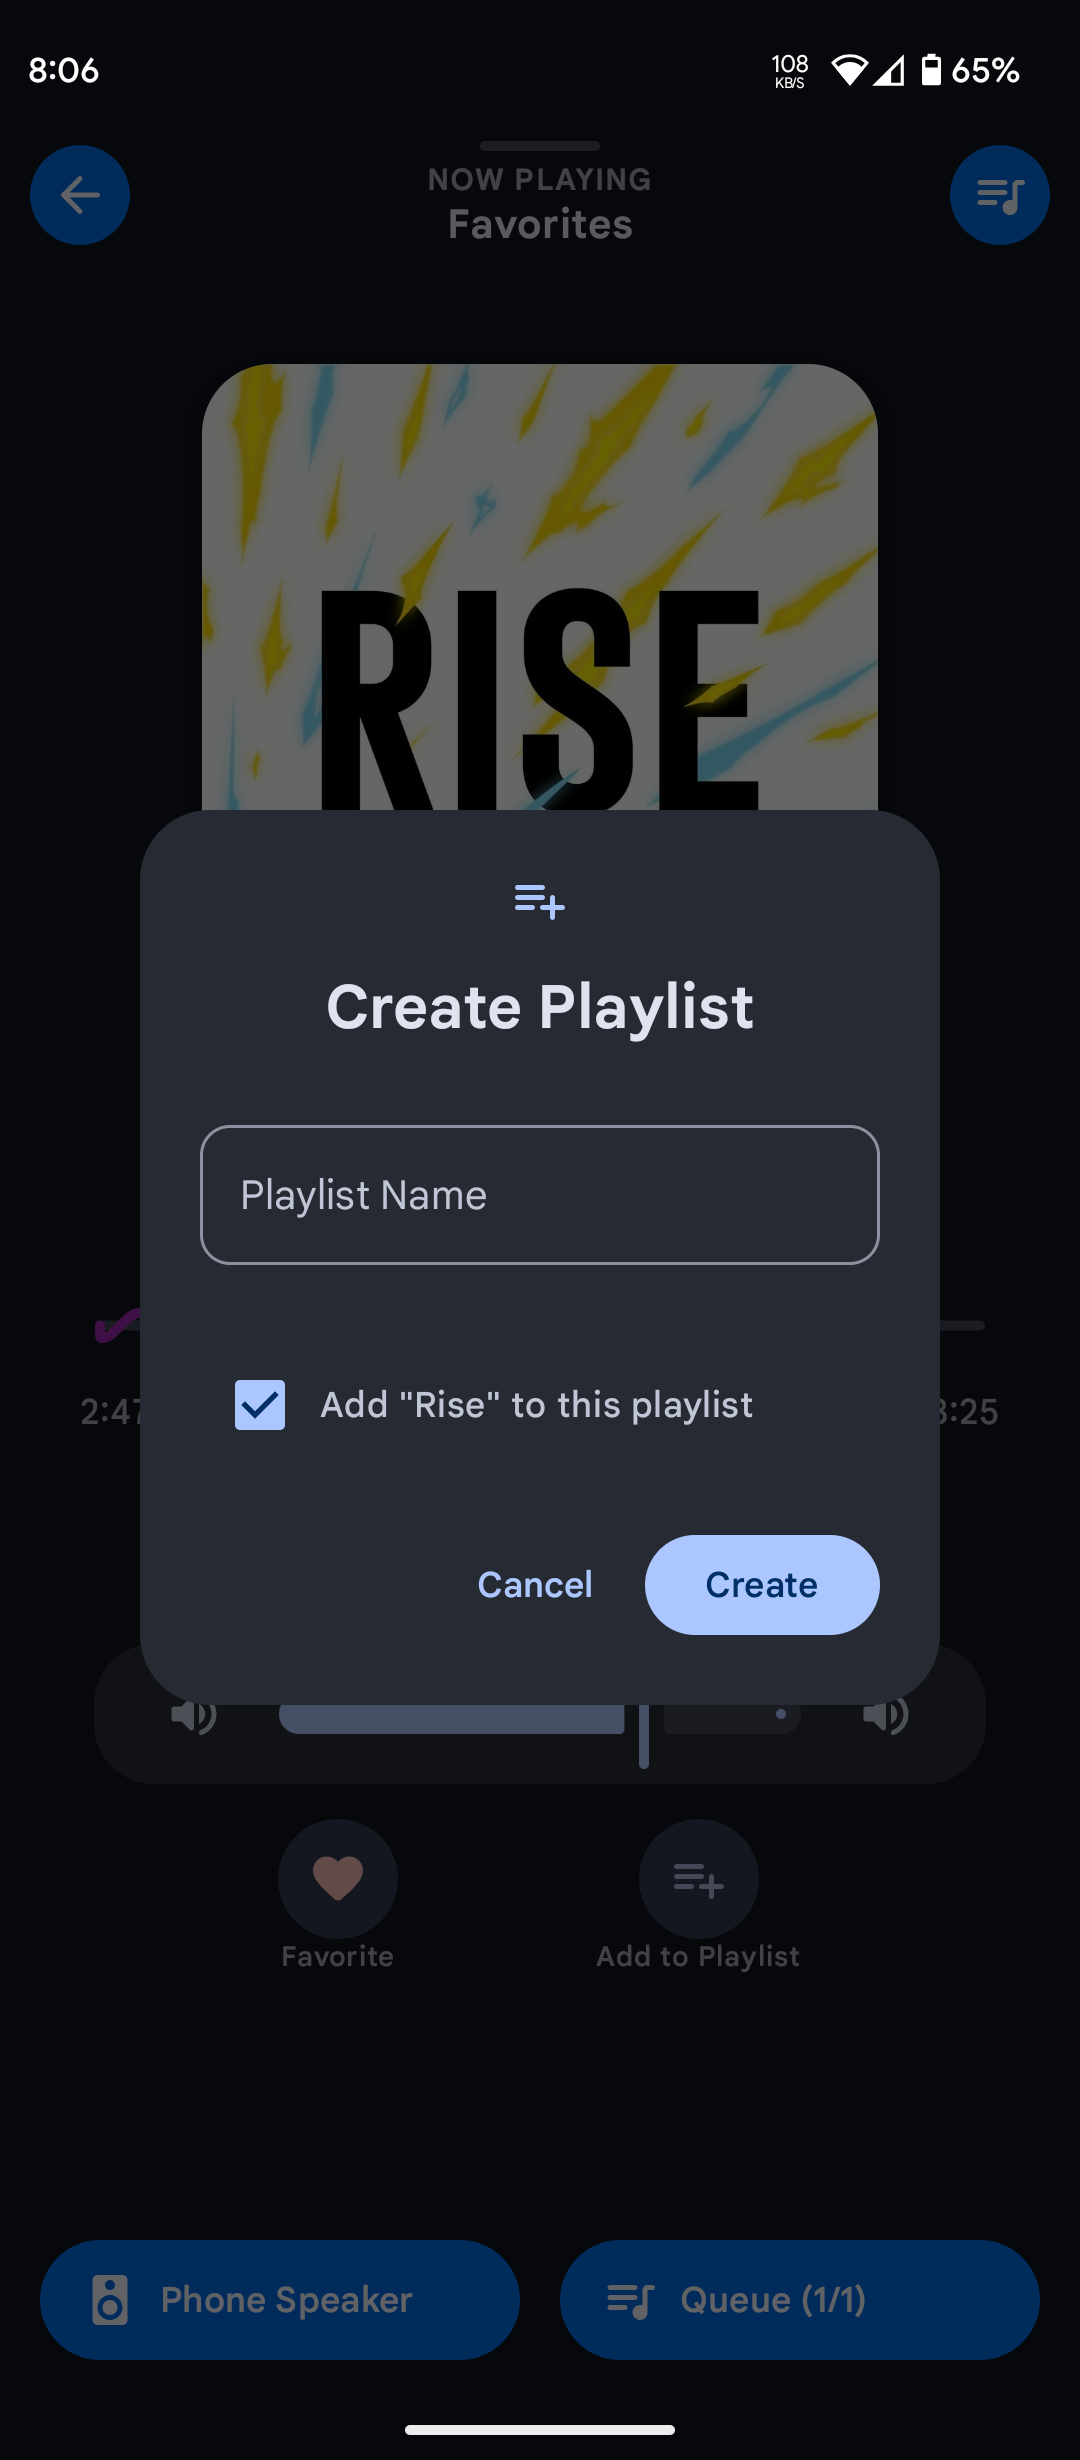 8:06
108
KB/S
65%
NOW PLAYING
Favorites
RISE
Create Playlist
Playlist Name
Add "Rise" to this playlist
2:47
3:25
Cancel
Create
Favorite
Add to Playlist
Phone Speaker
Queue (1/1)